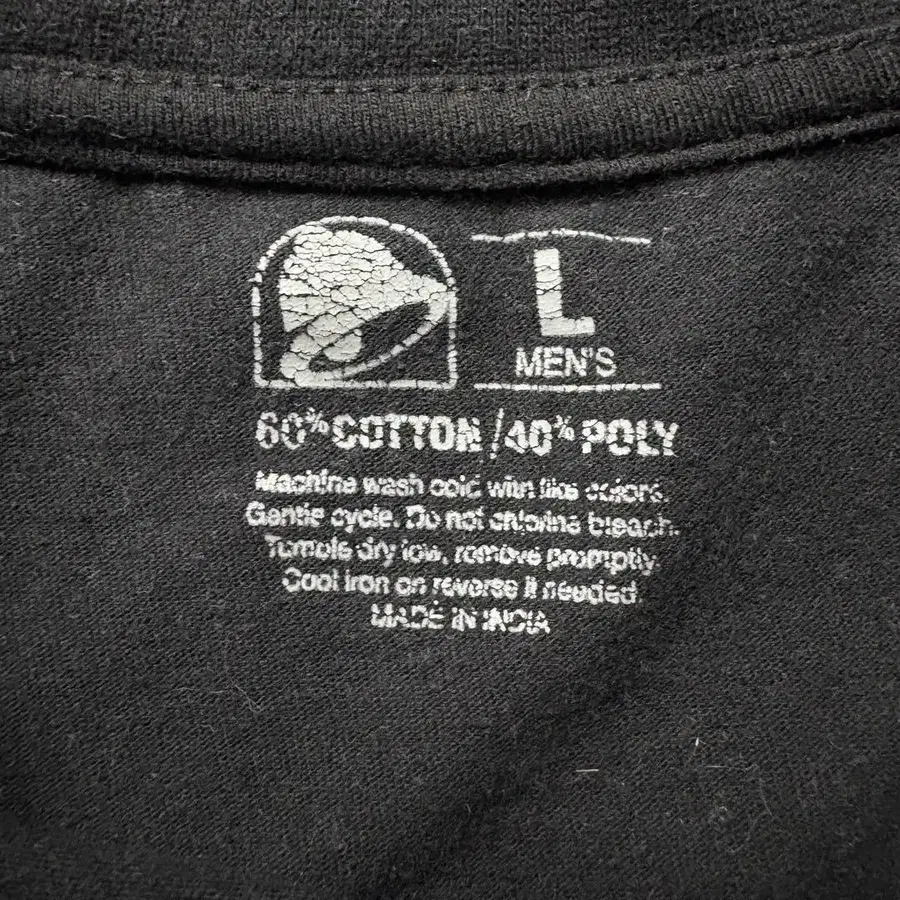 L
MEN'S
60% COTTON / 40% POLY
Machine wash cold with like colors.
Gentle cycle. Do not chlorine bleach.
Tumble dry low, remove promptly.
Cool iron on reverse if needed.
MADE IN INDIA